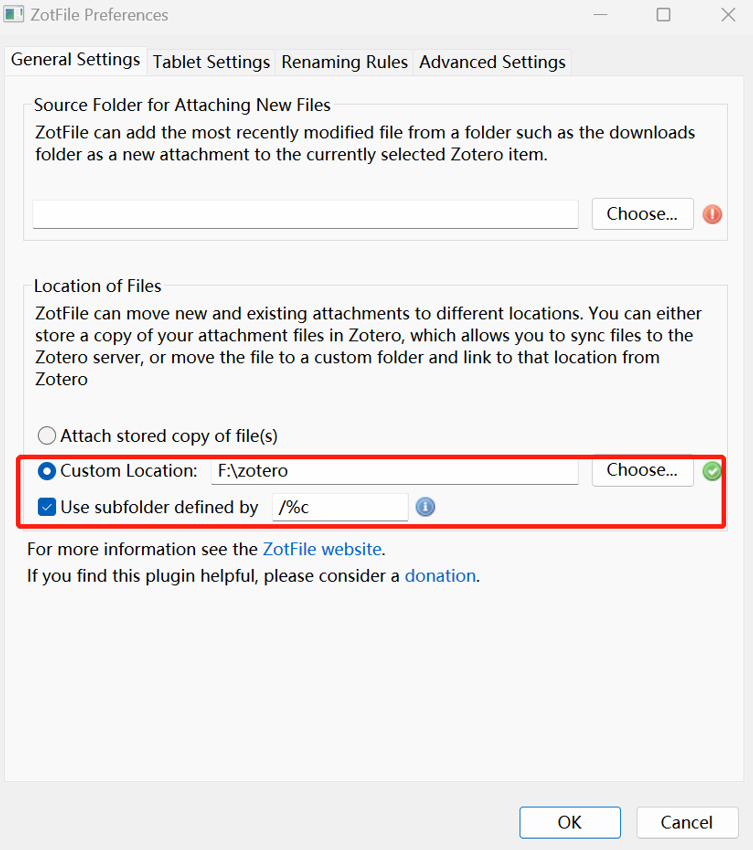 ZotFile Preferences
General Settings Tablet Settings Renaming Rules Advanced Settings
Source Folder for Attaching New Files
ZotFile can add the most recently modified file from a folder such as the downloads
folder as a new attachment to the currently selected Zotero item.
Choose...
Location of Files
ZotFile can move new and existing attachments to different locations. You can either
store a copy of your attachment files in Zotero, which allows you to sync files to the
Zotero server, or move the file to a custom folder and link to that location from
Zotero
Attach stored copy of file(s)
Custom Location: F:\zotero Choose...
Use subfolder defined by /%c
For more information see the ZotFile website.
If you find this plugin helpful, please consider a donation.
OK Cancel